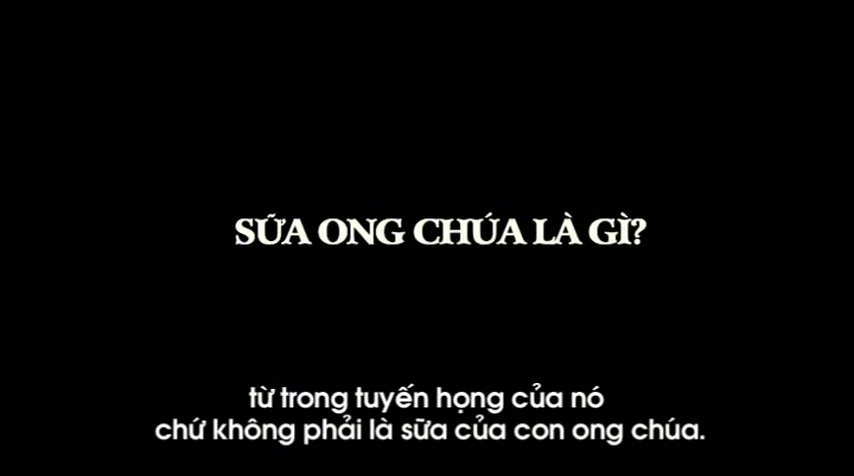 SỮA ONG CHÚA LÀ GÌ?
từ trong tuyến họng của nó
chứ không phải là sữa của con ong chúa.